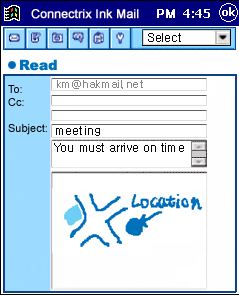 Connectrix Ink Mail PM 4:45 ok
Select
Read
To: km@hakmail.net
Cc:
Subject: meeting
You must arrive on time
Location